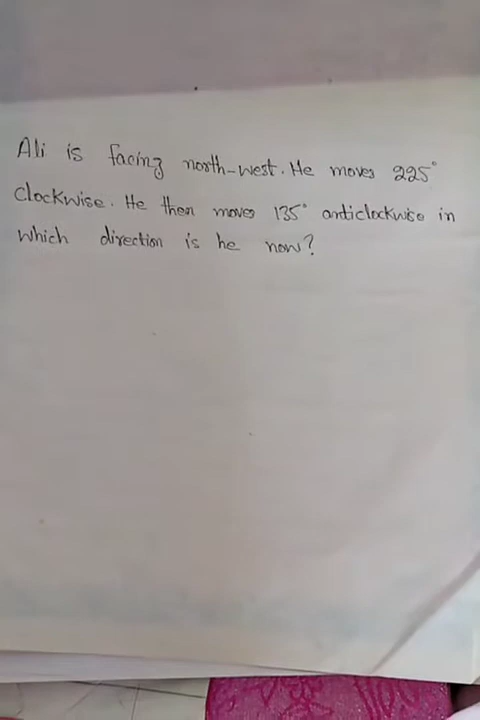 Ali is facing north-west. He moves 225°
clockwise. He then moves 135° anticlockwise in
which direction is he now?